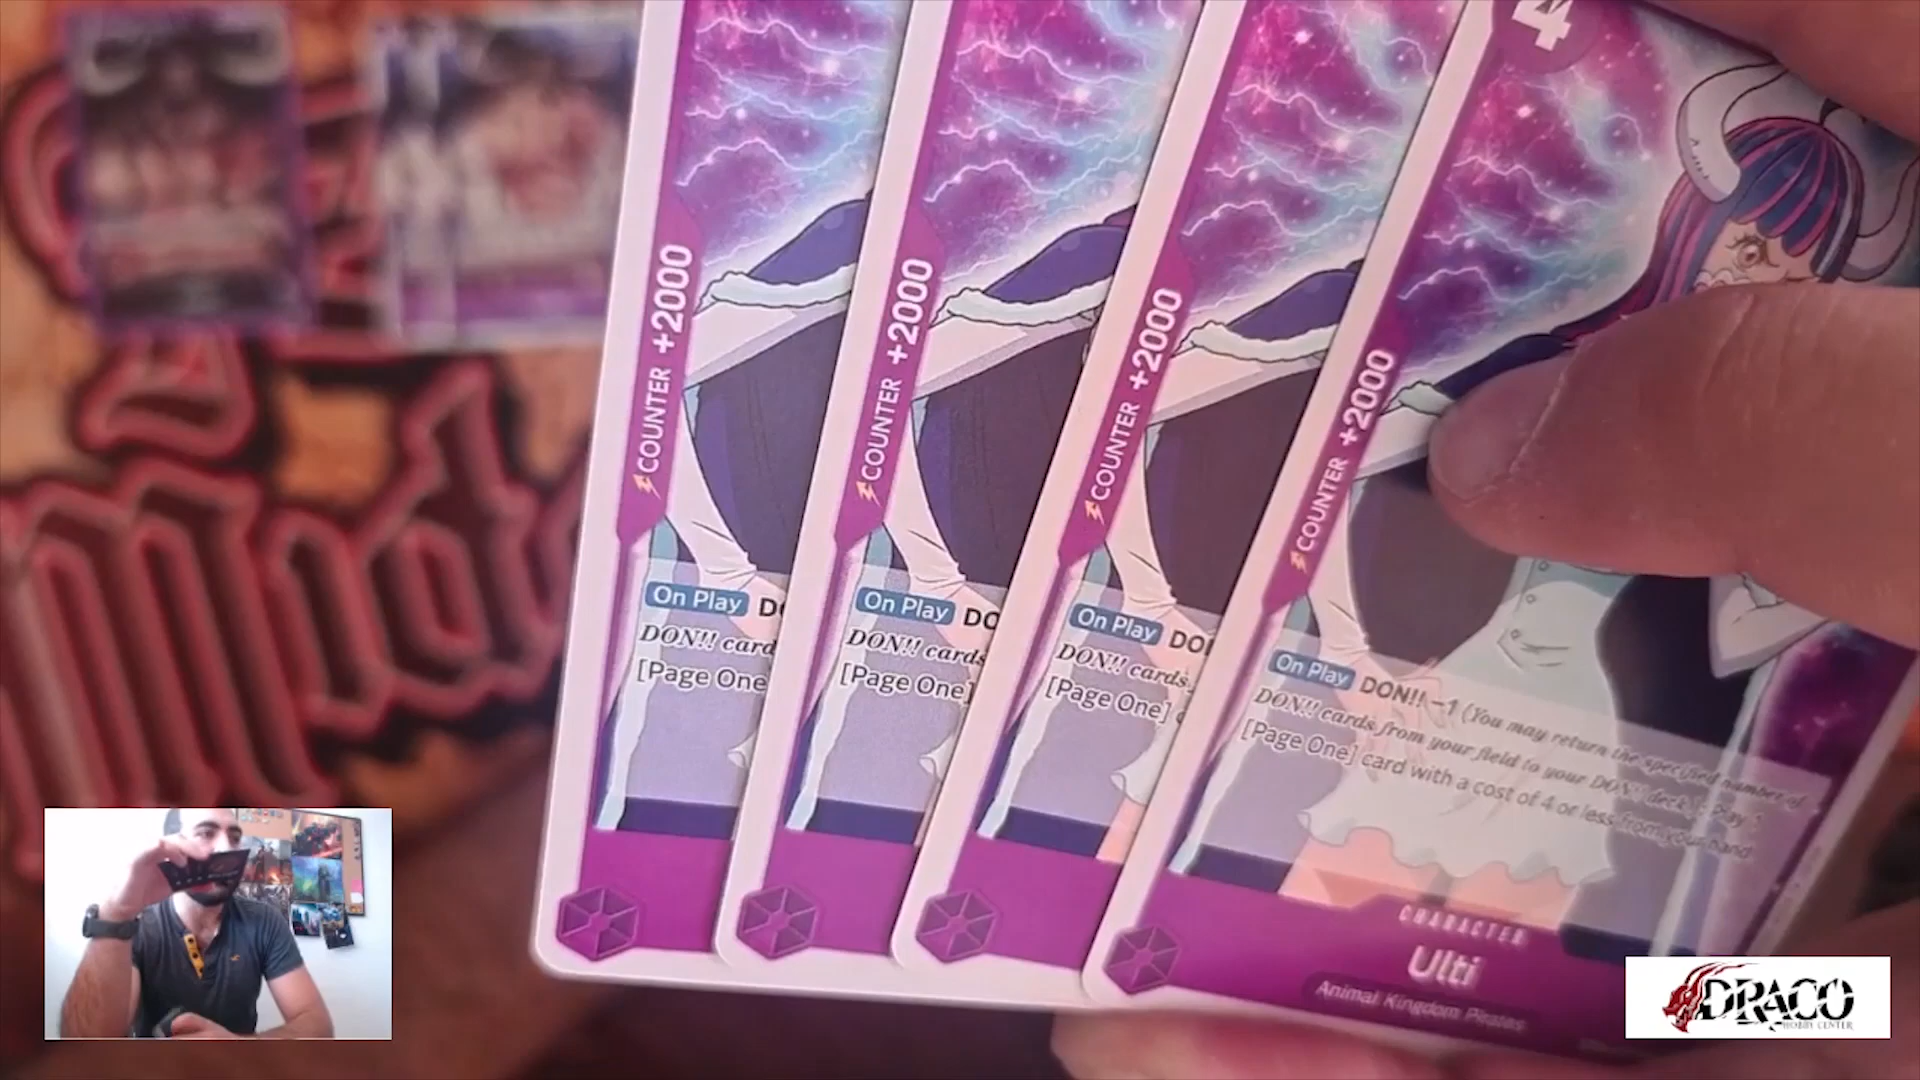 4
COUNTER +2000
COUNTER +2000
COUNTER +2000
COUNTER +2000
On Play
DON!! card
[Page One
On Play DO
DON!! cards
[Page One]
On Play DO
DON!! cards
[Page One]
On Play DON!! −1 (You may return the specified number of
DON!! cards from your field to your DON!! deck.): Play 1
[Page One] card with a cost of 4 or less from your hand.
CHARACTER
Ulti
Animal Kingdom Pirates
DRACO
HOBBY CENTER